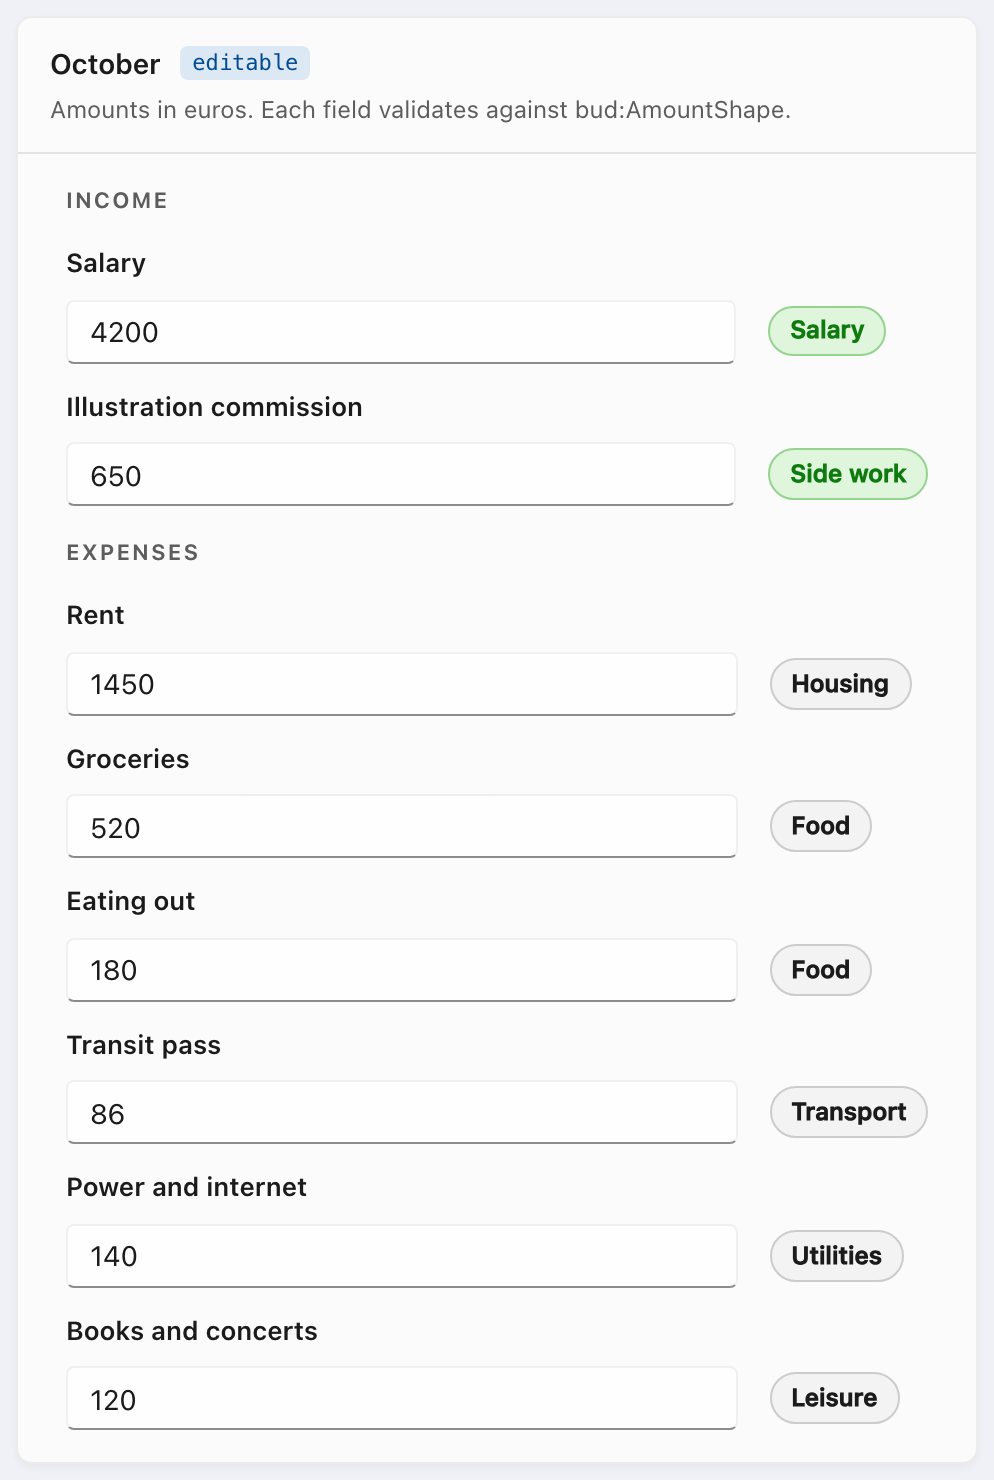 October editable
Amounts in euros. Each field validates against bud:AmountShape.
INCOME
Salary
4200 Salary
Illustration commission
650 Side work
EXPENSES
Rent
1450 Housing
Groceries
520 Food
Eating out
180 Food
Transit pass
86 Transport
Power and internet
140 Utilities
Books and concerts
120 Leisure